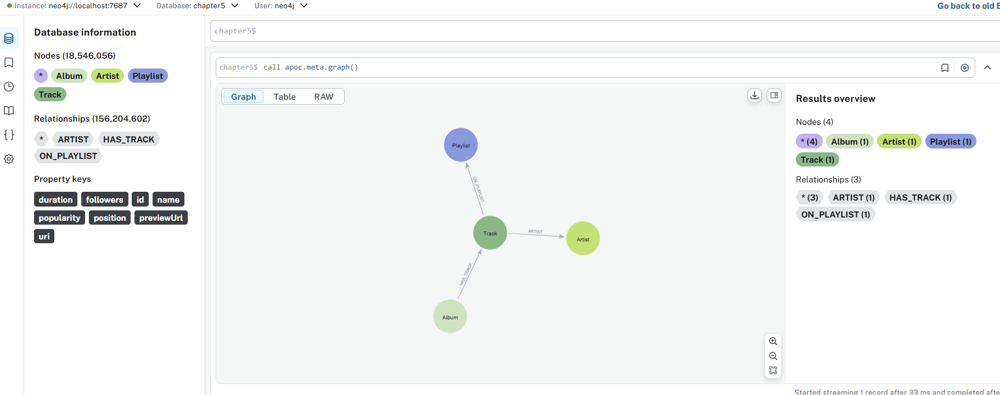 Instance: neo4j://localhost:7687 Database: chapter5 User: neo4j Go back to old
Database information
Nodes (18,546,056)
* Album Artist Playlist
Track
Relationships (156,204,602)
* ARTIST HAS_TRACK
ON_PLAYLIST
Property keys
duration followers id name
popularity position previewUrl
uri
chapter5$
chapter5$ call apoc.meta.graph()
Graph Table RAW
Playlist
ON_PLAYLIST
Track
ARTIST
Artist
HAS_TRACK
Album
Results overview
Nodes (4)
* (4) Album (1) Artist (1) Playlist (1)
Track (1)
Relationships (3)
* (3) ARTIST (1) HAS_TRACK (1)
ON_PLAYLIST (1)
Started streaming 1 record after 33 ms and completed afte